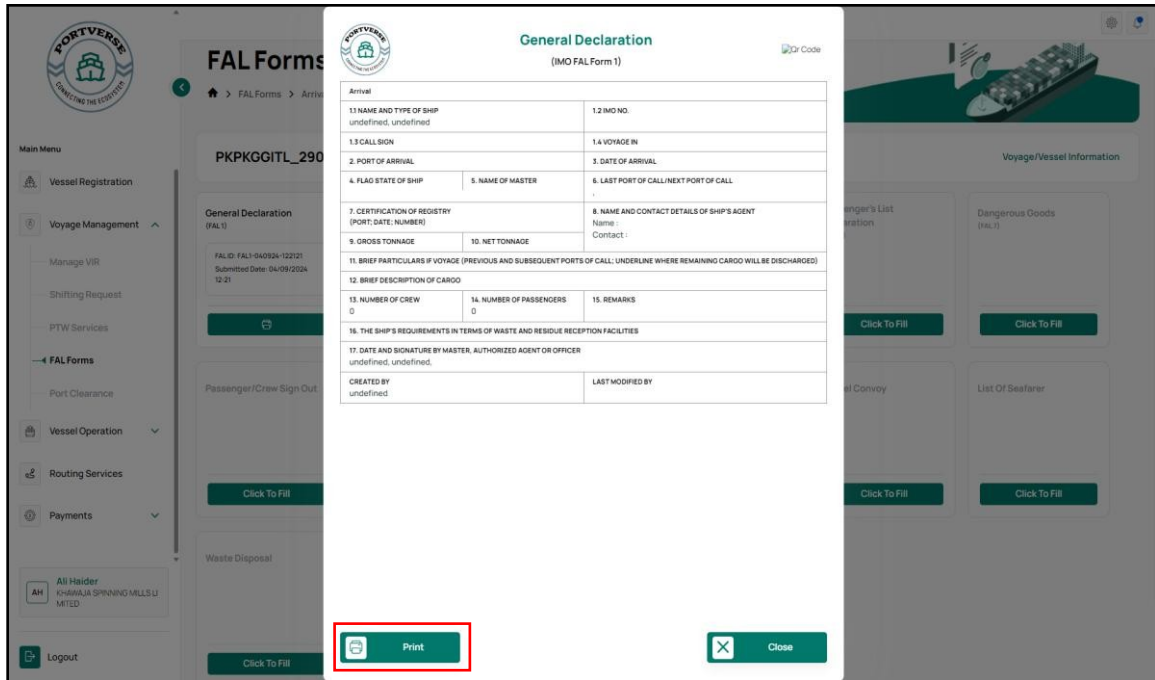 PORTVERSE
CONNECTING THE ECOSYSTEM
Main Menu
Vessel Registration
Voyage Management
Manage VIR
Shifting Request
PTW Services
FAL Forms
Port Clearance
Vessel Operation
Routing Services
Payments
AH
Ali Haider
KHAWAJA SPINNING MILLS LI
MITED
Logout
FAL Forms
> FAL Forms > Arriv
PKPKGGITL_290
Voyage/Vessel Information
General Declaration
(FAL 1)
FAL ID: FAL1-040924-122121
Submitted Date: 04/09/2024
12:21
Passenger/Crew Sign Out
Click To Fill
Waste Disposal
Click To Fill
General Declaration
(IMO FAL Form 1)
Qr Code
Arrival
1.1 NAME AND TYPE OF SHIP
undefined, undefined
1.2 IMO NO.
1.3 CALL SIGN
1.4 VOYAGE IN
2. PORT OF ARRIVAL
3. DATE OF ARRIVAL
4. FLAG STATE OF SHIP
5. NAME OF MASTER
6. LAST PORT OF CALL/NEXT PORT OF CALL
,
7. CERTIFICATION OF REGISTRY
(PORT; DATE; NUMBER)
8. NAME AND CONTACT DETAILS OF SHIP'S AGENT
Name :
Contact :
9. GROSS TONNAGE
10. NET TONNAGE
11. BRIEF PARTICULARS IF VOYAGE (PREVIOUS AND SUBSEQUENT PORTS OF CALL; UNDERLINE WHERE REMAINING CARGO WILL BE DISCHARGED)
12. BRIEF DESCRIPTION OF CARGO
13. NUMBER OF CREW
0
14. NUMBER OF PASSENGERS
0
15. REMARKS
16. THE SHIP'S REQUIREMENTS IN TERMS OF WASTE AND RESIDUE RECEPTION FACILITIES
17. DATE AND SIGNATURE BY MASTER, AUTHORIZED AGENT OR OFFICER
undefined, undefined,
CREATED BY
undefined
LAST MODIFIED BY
Print
Close
enger's List
aration
Click To Fill
Dangerous Goods
Click To Fill
el Convoy
Click To Fill
List Of Seafarer
Click To Fill